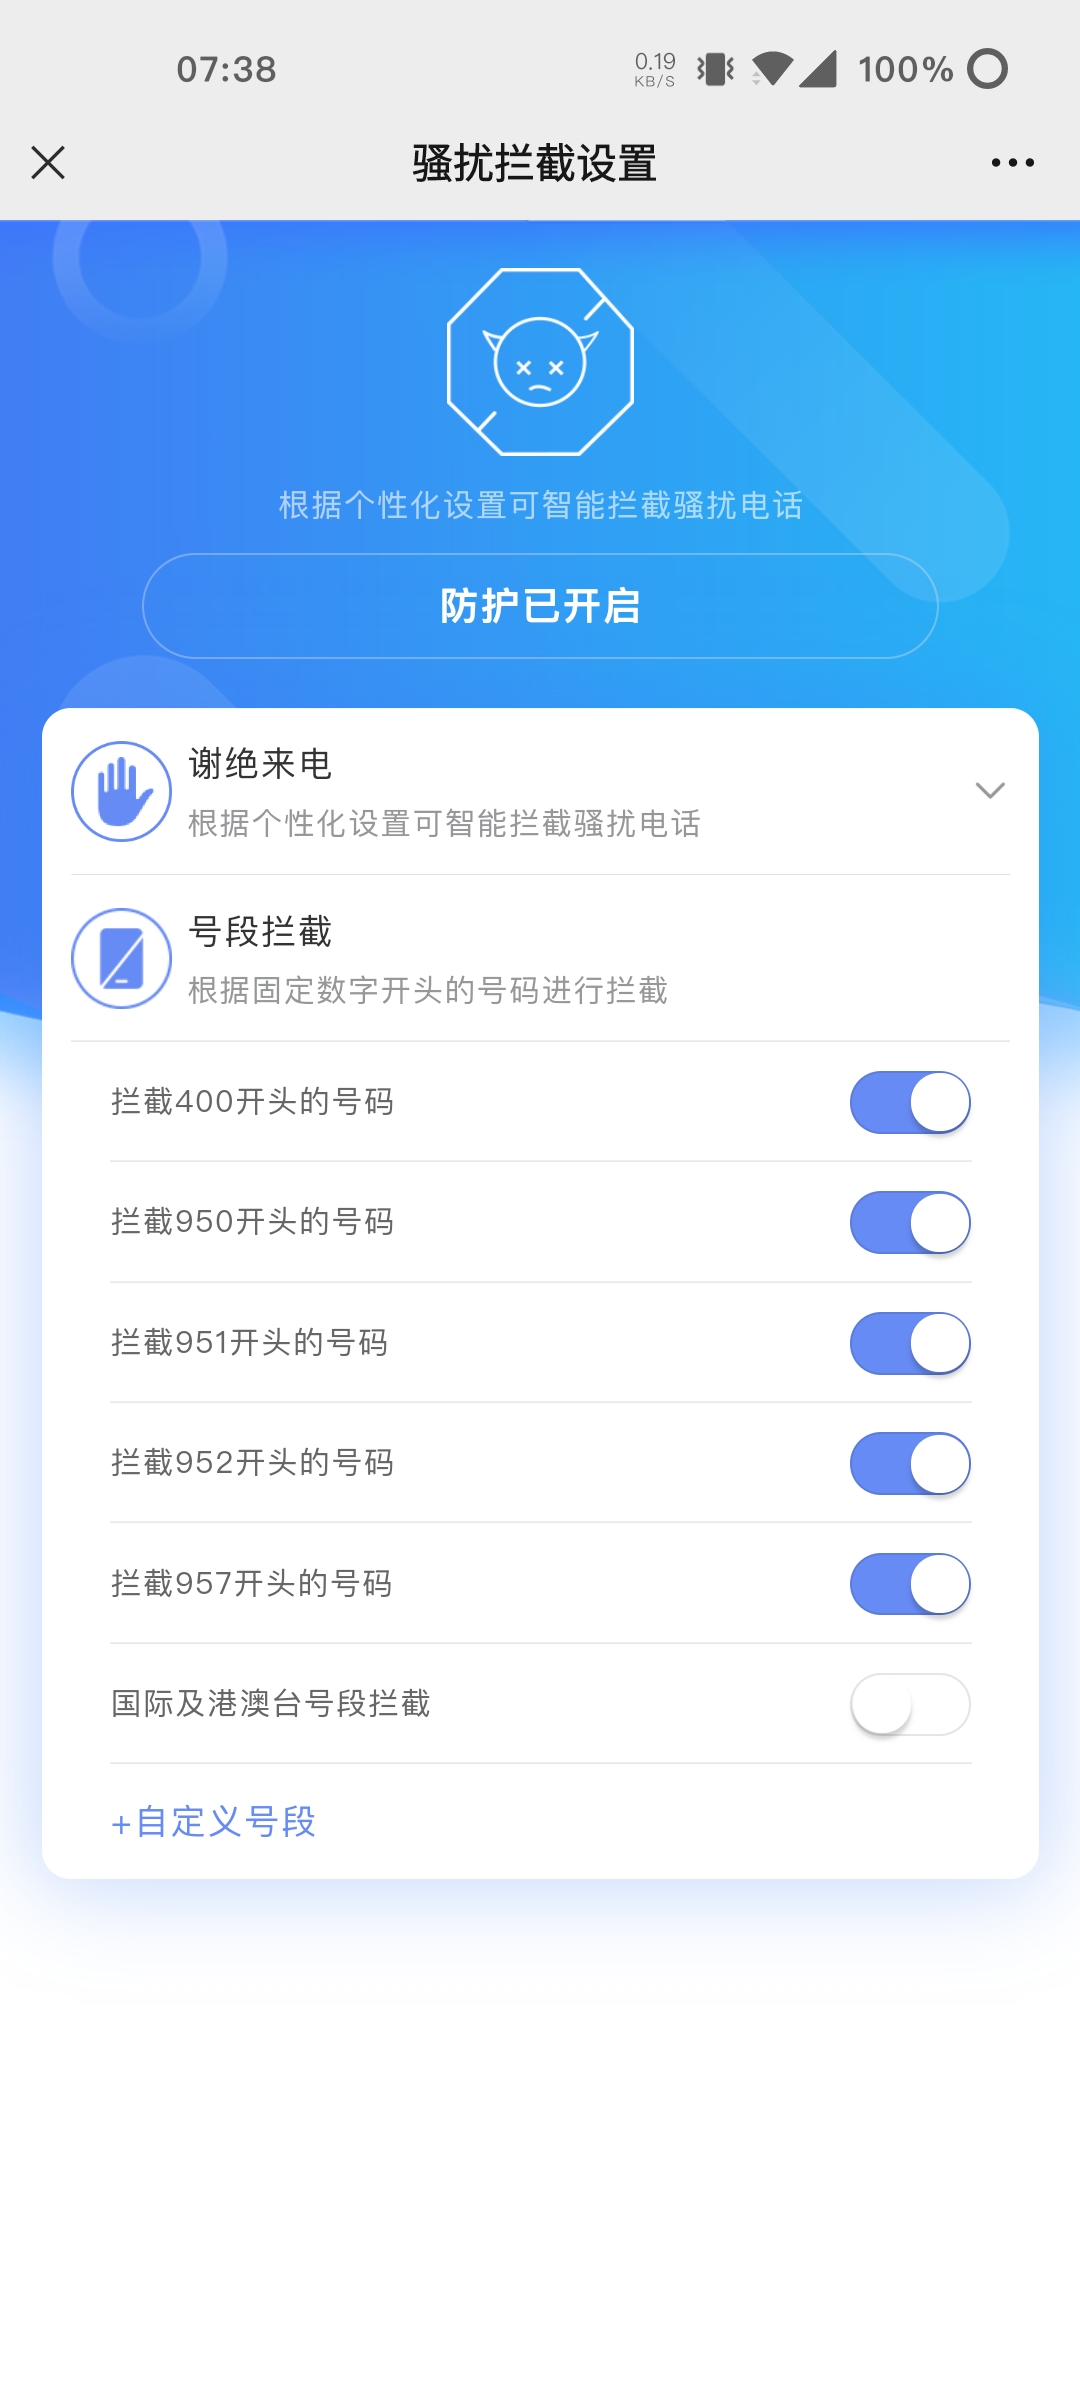 07:38
0.19
KB/S
100%
骚扰拦截设置
根据个性化设置可智能拦截骚扰电话
防护已开启
谢绝来电
根据个性化设置可智能拦截骚扰电话
号段拦截
根据固定数字开头的号码进行拦截
拦截400开头的号码
拦截950开头的号码
拦截951开头的号码
拦截952开头的号码
拦截957开头的号码
国际及港澳台号段拦截
+自定义号段